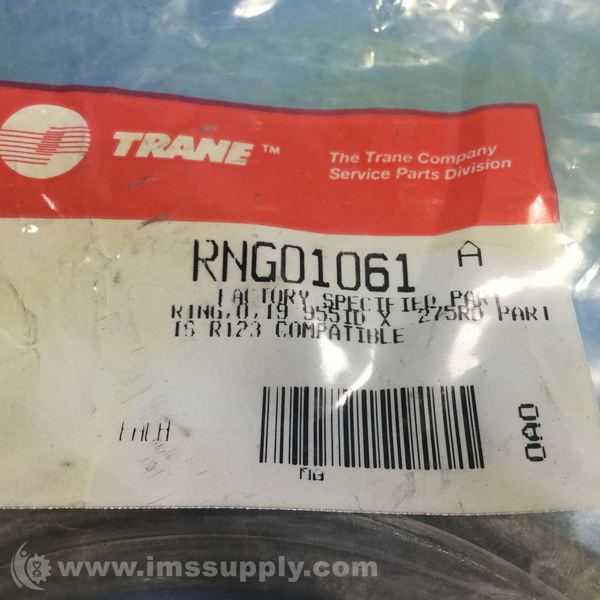 TRANE™
The Trane Company
Service Parts Division
RNG01061 A
FACTORY SPECIFIED PART
RING,O,19.955ID X .275RD PART
IS R123 COMPATIBLE
EACH
0A0
www.imssupply.com